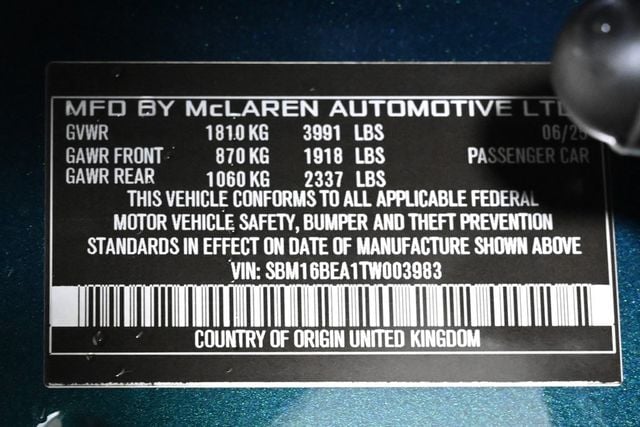 MFD BY McLAREN AUTOMOTIVE LTD
GVWR 1810 KG 3991 LBS 06/25
GAWR FRONT 870 KG 1918 LBS PASSENGER CAR
GAWR REAR 1060 KG 2337 LBS
THIS VEHICLE CONFORMS TO ALL APPLICABLE FEDERAL
MOTOR VEHICLE SAFETY, BUMPER AND THEFT PREVENTION
STANDARDS IN EFFECT ON DATE OF MANUFACTURE SHOWN ABOVE
VIN: SBM16BEA1TW003983
COUNTRY OF ORIGIN UNITED KINGDOM